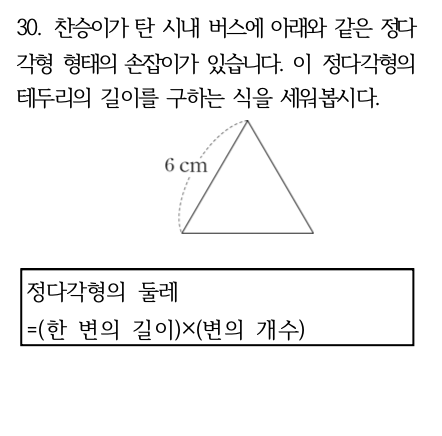 30. 찬승이가 탄 시내 버스에 아래와 같은 정다
각형 형태의 손잡이가 있습니다. 이 정다각형의
테두리의 길이를 구하는 식을 세워봅시다.
6 cm
정다각형의 둘레
=(한 변의 길이)×(변의 개수)